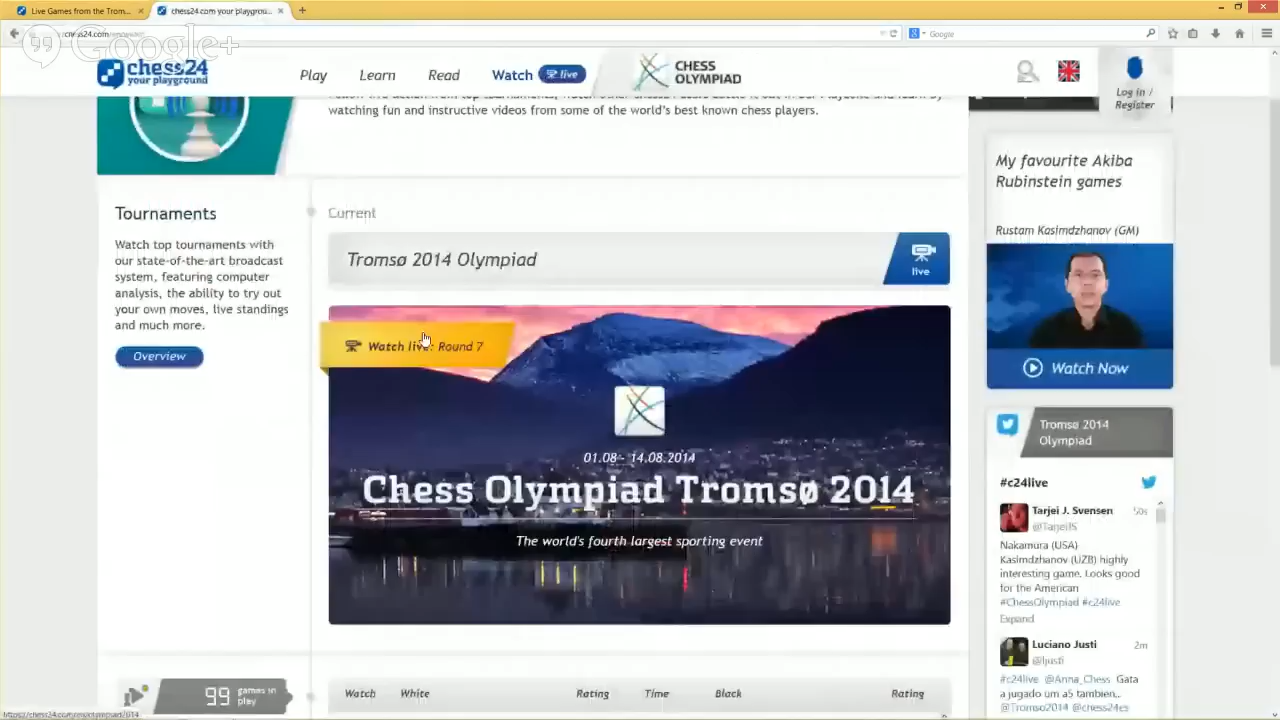 Live Games from the Trom...
chess24.com your playgrou...
Google
Google+
chess24
your playground
Play
Learn
Read
Watch
live
CHESS
OLYMPIAD
Log in /
Register
watching fun and instructive videos from some of the world's best known chess players.
My favourite Akiba
Rubinstein games
Rustam Kasimdzhanov (GM)
Watch Now
Tournaments
Watch top tournaments with
our state-of-the-art broadcast
system, featuring computer
analysis, the ability to try out
your own moves, live standings
and much more.
Overview
Current
Tromsø 2014 Olympiad
live
Watch live: Round 7
01.08 - 14.08.2014
Chess Olympiad Tromsø 2014
The world's fourth largest sporting event
Tromsø 2014
Olympiad
#c24live
Tarjei J. Svensen
50s
@TarjeiJS
Nakamura (USA)
Kasimdzhanov (UZB) highly
interesting game. Looks good
for the American
#ChessOlympiad #c24live
Expand
Luciano Justi
2m
@ljusti
#c24live @Anna_Chess Gata
a jugado um a5 tambien...
@Tromso2014 @chess24es
99 games in
play
Watch
White
Rating
Time
Black
Rating